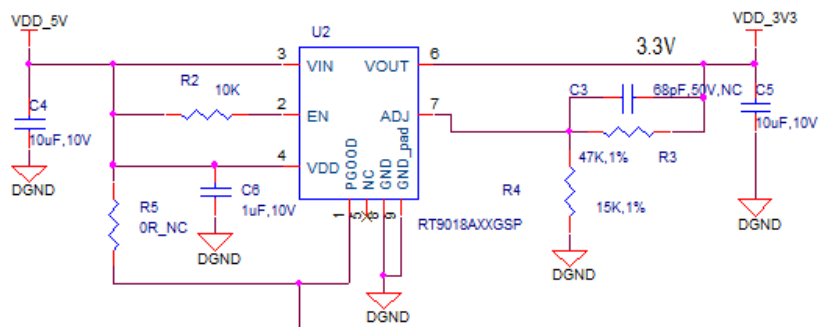 VDD_5V
VDD_3V3
U2
3
VIN
VOUT
6
3.3V
R2
10K
C3
68pF,50V,NC
C5
C4
10uF,10V
2
EN
ADJ
7
10uF,10V
4
VDD
PGOOD
NC
GND
GND_pad
47K,1%
R3
DGND
C6
1uF,10V
R4
R5
0R_NC
1
5
8
9
RT9018AXXGSP
15K,1%
DGND
DGND
DGND
DGND